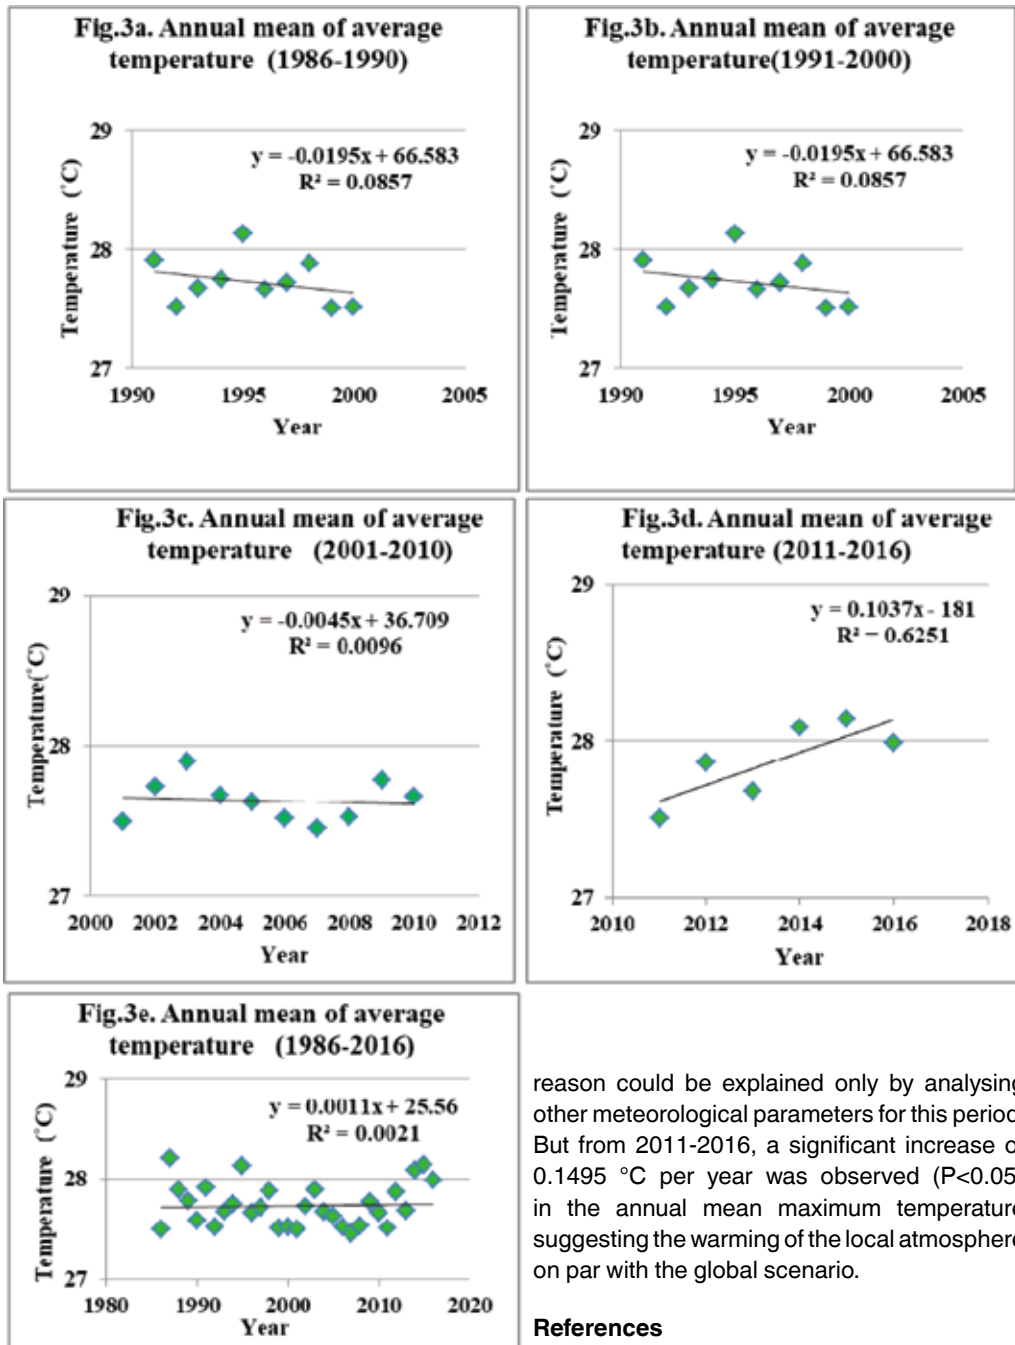 Fig.3a. Annual mean of average
temperature (1986-1990)
29
y = -0.0195x + 66.583
R² = 0.0857
28
27
Temperature (˚C)
1990 1995 2000 2005
Year
Fig.3b. Annual mean of average
temperature(1991-2000)
29
y = -0.0195x + 66.583
R² = 0.0857
28
27
Temperature (˚C)
1990 1995 2000 2005
Year
Fig.3c. Annual mean of average
temperature (2001-2010)
29
y = -0.0045x + 36.709
R² = 0.0096
28
27
Temperature(˚C)
2000 2002 2004 2006 2008 2010 2012
Year
Fig.3d. Annual mean of average
temperature (2011-2016)
29
y = 0.1037x - 181
R² = 0.6251
28
27
Temperature (˚C)
2010 2012 2014 2016 2018
Year
Fig.3e. Annual mean of average
temperature (1986-2016)
29
y = 0.0011x + 25.56
R² = 0.0021
28
27
Temperature (˚C)
1980 1990 2000 2010 2020
Year
reason could be explained only by analysing
other meteorological parameters for this period
But from 2011-2016, a significant increase o
0.1495 °C per year was observed (P<0.05
in the annual mean maximum temperature
suggesting the warming of the local atmosphere
on par with the global scenario.
References